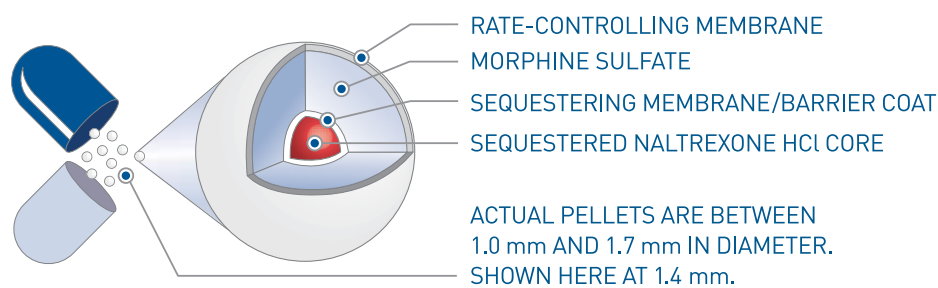 RATE-CONTROLLING MEMBRANE
MORPHINE SULFATE
SEQUESTERING MEMBRANE/BARRIER COAT
SEQUESTERED NALTREXONE HCl CORE
ACTUAL PELLETS ARE BETWEEN
1.0 mm AND 1.7 mm IN DIAMETER.
SHOWN HERE AT 1.4 mm.